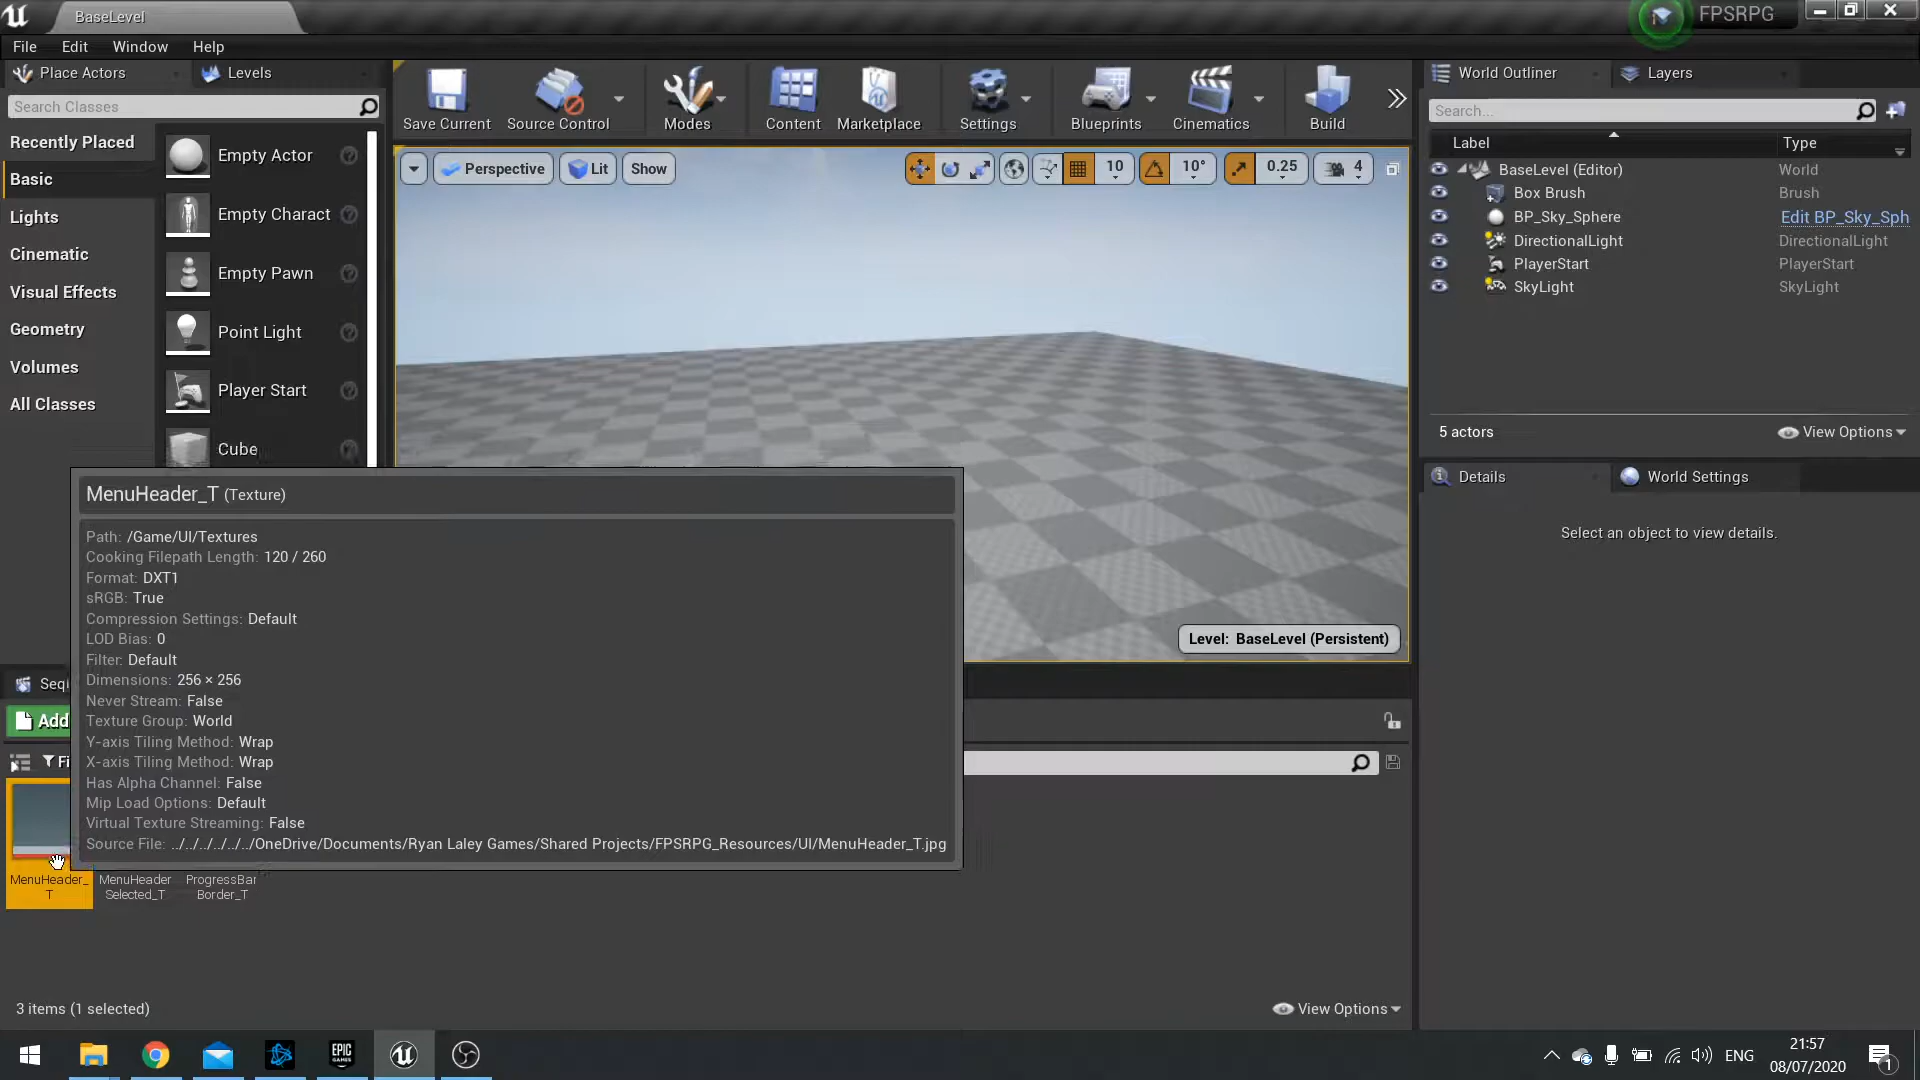 BaseLevel
FPSRPG
File
Edit
Window
Help
Place Actors
Levels
Search Classes
Recently Placed
Basic
Lights
Cinematic
Visual Effects
Geometry
Volumes
All Classes
Empty Actor
Empty Charact
Empty Pawn
Point Light
Player Start
Cube
Save Current
Source Control
Modes
Content
Marketplace
Settings
Blueprints
Cinematics
Build
Perspective
Lit
Show
10
10°
0.25
4
Level: BaseLevel (Persistent)
World Outliner
Layers
Search...
Label
Type
BaseLevel (Editor)
World
Box Brush
Brush
BP_Sky_Sphere
Edit BP_Sky_Sph
DirectionalLight
DirectionalLight
PlayerStart
PlayerStart
SkyLight
SkyLight
5 actors
View Options
Details
World Settings
Select an object to view details.
MenuHeader_T (Texture)
Path: /Game/UI/Textures
Cooking Filepath Length: 120 / 260
Format: DXT1
sRGB: True
Compression Settings: Default
LOD Bias: 0
Filter: Default
Dimensions: 256 × 256
Never Stream: False
Texture Group: World
Y-axis Tiling Method: Wrap
X-axis Tiling Method: Wrap
Has Alpha Channel: False
Mip Load Options: Default
Virtual Texture Streaming: False
Source File: ../../../../../../OneDrive/Documents/Ryan Laley Games/Shared Projects/FPSRPG_Resources/UI/MenuHeader_T.jpg
Seq
Add
Fi
MenuHeader_
T
MenuHeader
Selected_T
ProgressBar
Border_T
3 items (1 selected)
View Options
EPIC
GAMES
ENG
21:57
08/07/2020
1